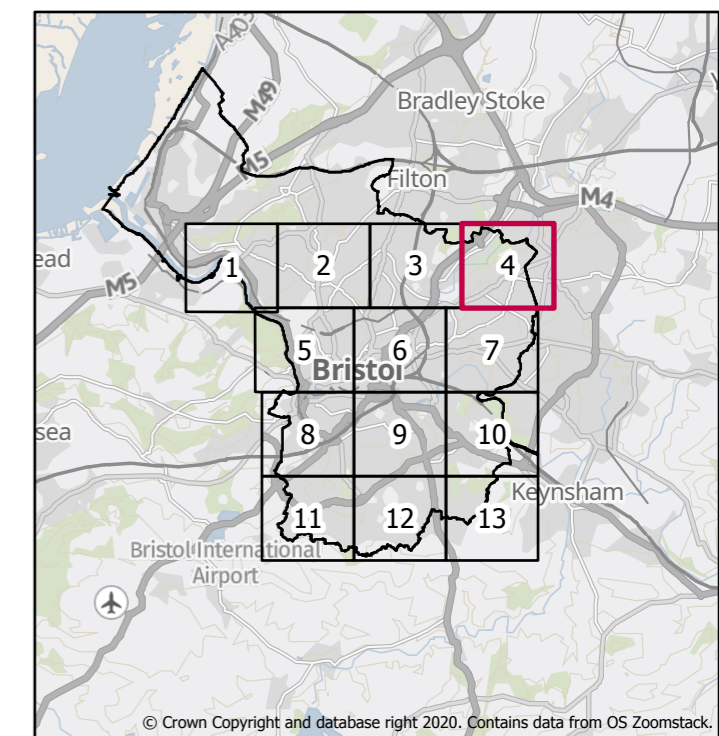 A403
M49
Bradley Stoke
M5
Filton
M4
ead
M5
1
2
3
4
5
6
7
Bristol
sea
8
9
10
Keynsham
11
12
13
Bristol International
Airport
© Crown Copyright and database right 2020. Contains data from OS Zoomstack.